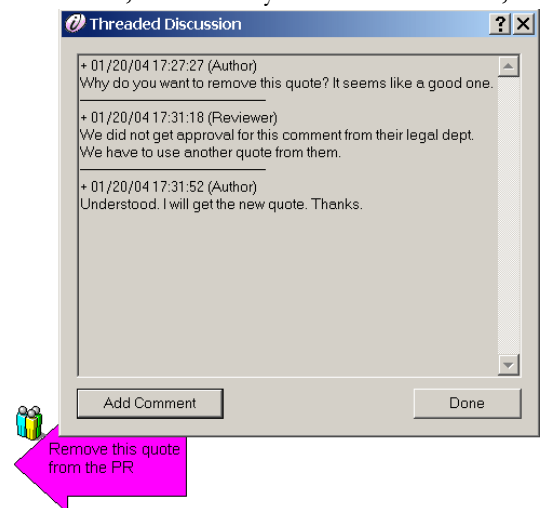 Threaded Discussion
+ 01/20/04 17:27:27 (Author)
Why do you want to remove this quote? It seems like a good one.
+ 01/20/04 17:31:18 (Reviewer)
We did not get approval for this comment from their legal dept.
We have to use another quote from them.
+ 01/20/04 17:31:52 (Author)
Understood. I will get the new quote. Thanks.
Add Comment
Done
Remove this quote
from the PR